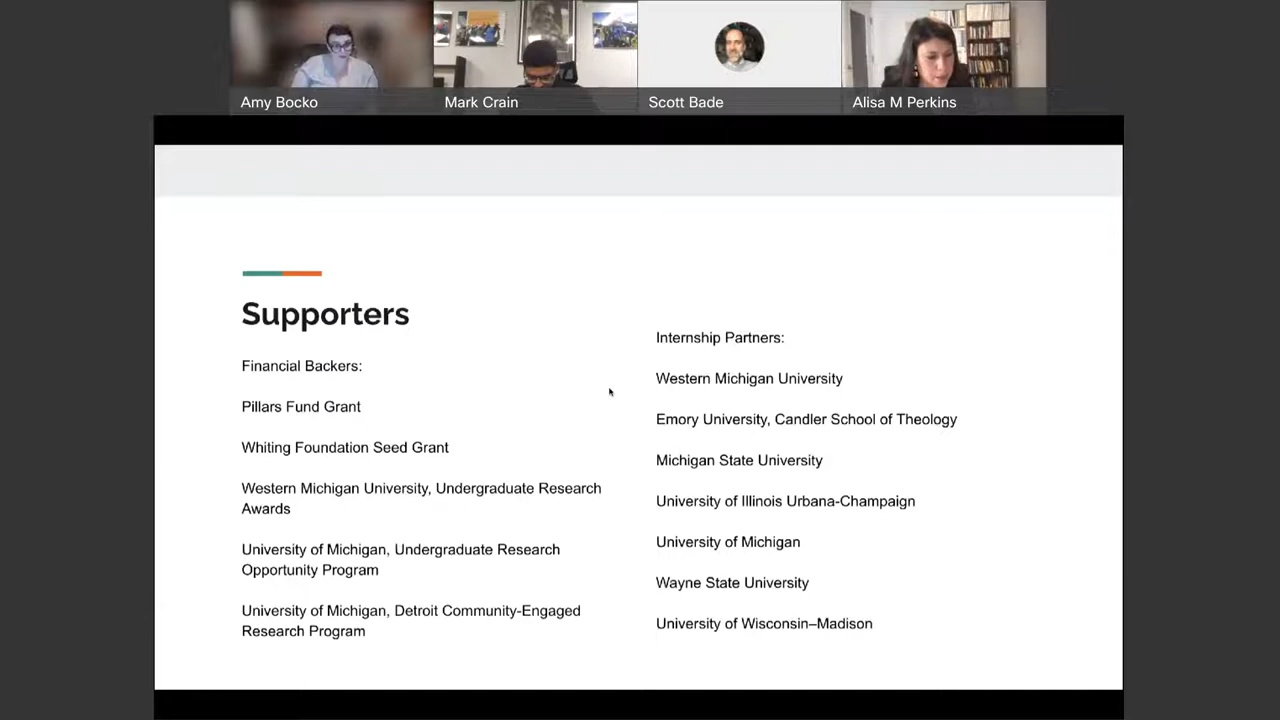 Amy Bocko
Mark Crain
Scott Bade
Alisa M Perkins
Supporters
Financial Backers:
Pillars Fund Grant
Whiting Foundation Seed Grant
Western Michigan University, Undergraduate Research
Awards
University of Michigan, Undergraduate Research
Opportunity Program
University of Michigan, Detroit Community-Engaged
Research Program
Internship Partners:
Western Michigan University
Emory University, Candler School of Theology
Michigan State University
University of Illinois Urbana-Champaign
University of Michigan
Wayne State University
University of Wisconsin–Madison